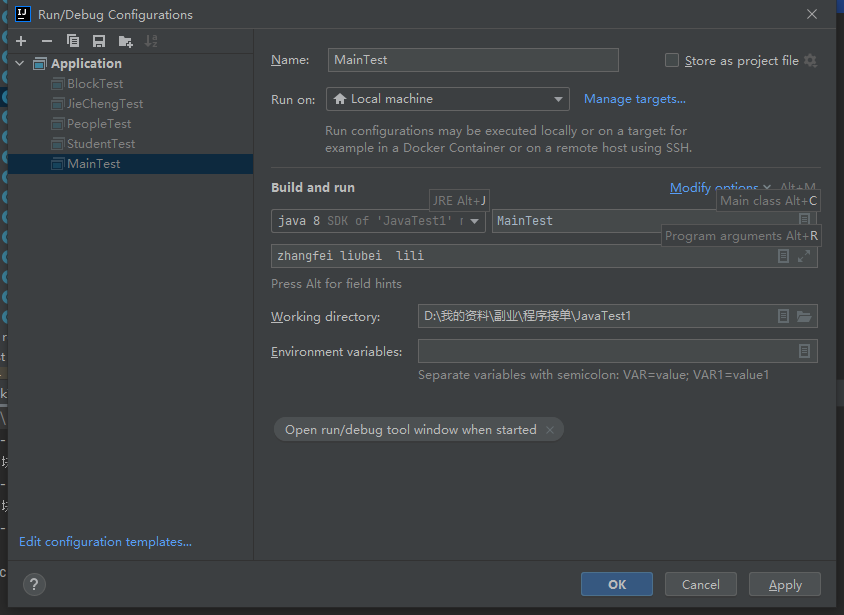 Run/Debug Configurations
Application
BlockTest
JieChengTest
PeopleTest
StudentTest
MainTest
Edit configuration templates...
Name: MainTest Store as project file
Run on: Local machine Manage targets...
Run configurations may be executed locally or on a target: for
example in a Docker Container or on a remote host using SSH.
Build and run Modify options Alt+M
JRE Alt+J Main class Alt+C
java 8 SDK of 'JavaTest1' MainTest
Program arguments Alt+R
zhangfei liubei  lili
Press Alt for field hints
Working directory: D:\我的资料\副业\程序接单\JavaTest1
Environment variables:
Separate variables with semicolon: VAR=value; VAR1=value1
Open run/debug tool window when started ×
? OK Cancel Apply